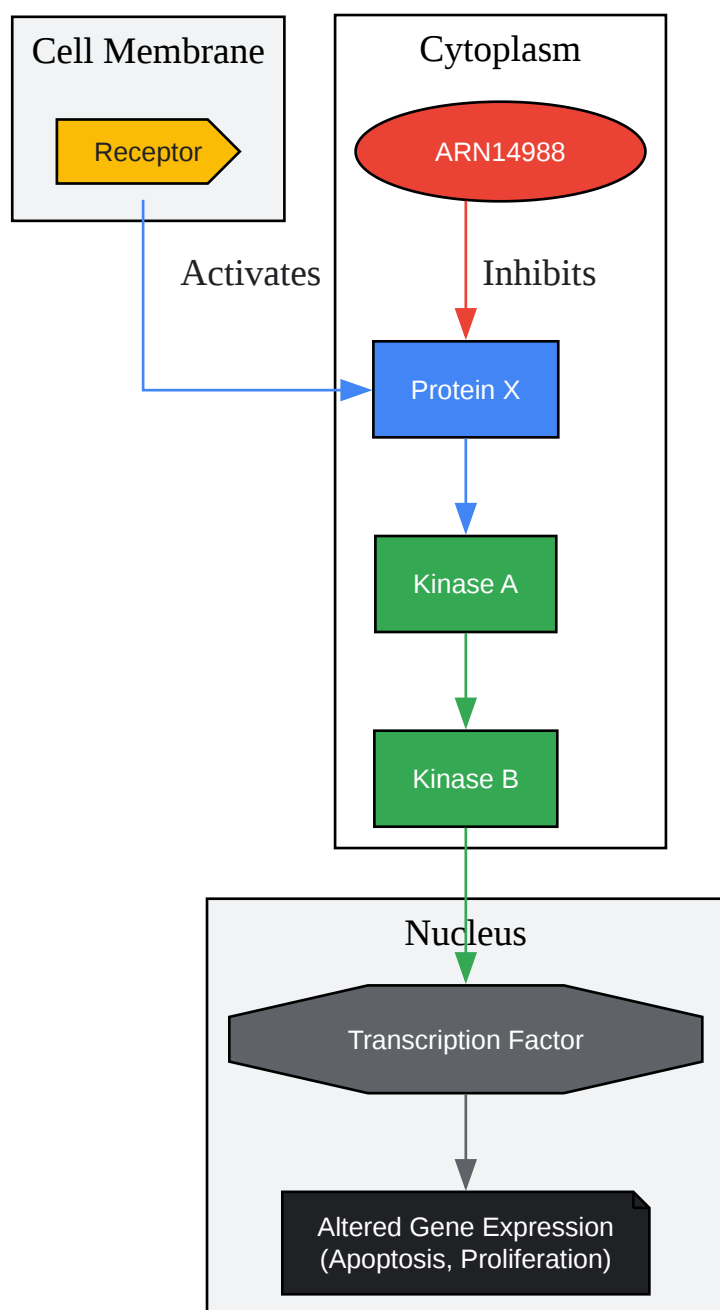 Cell Membrane
Receptor
Cytoplasm
ARN14988
Activates
Inhibits
Protein X
Kinase A
Kinase B
Nucleus
Transcription Factor
Altered Gene Expression
(Apoptosis, Proliferation)